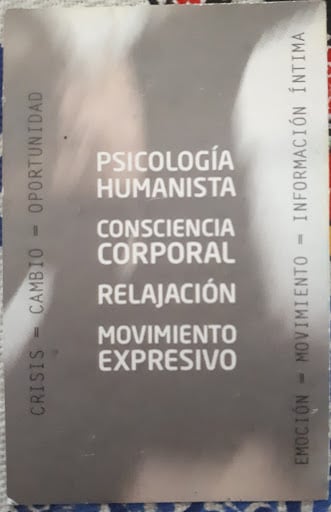 CRISIS = CAMBIO = OPORTUNIDAD
PSICOLOGÍA
HUMANISTA
CONSCIENCIA
CORPORAL
RELAJACIÓN
MOVIMIENTO
EXPRESIVO
EMOCIÓN = MOVIMIENTO = INFORMACIÓN ÍNTIMA